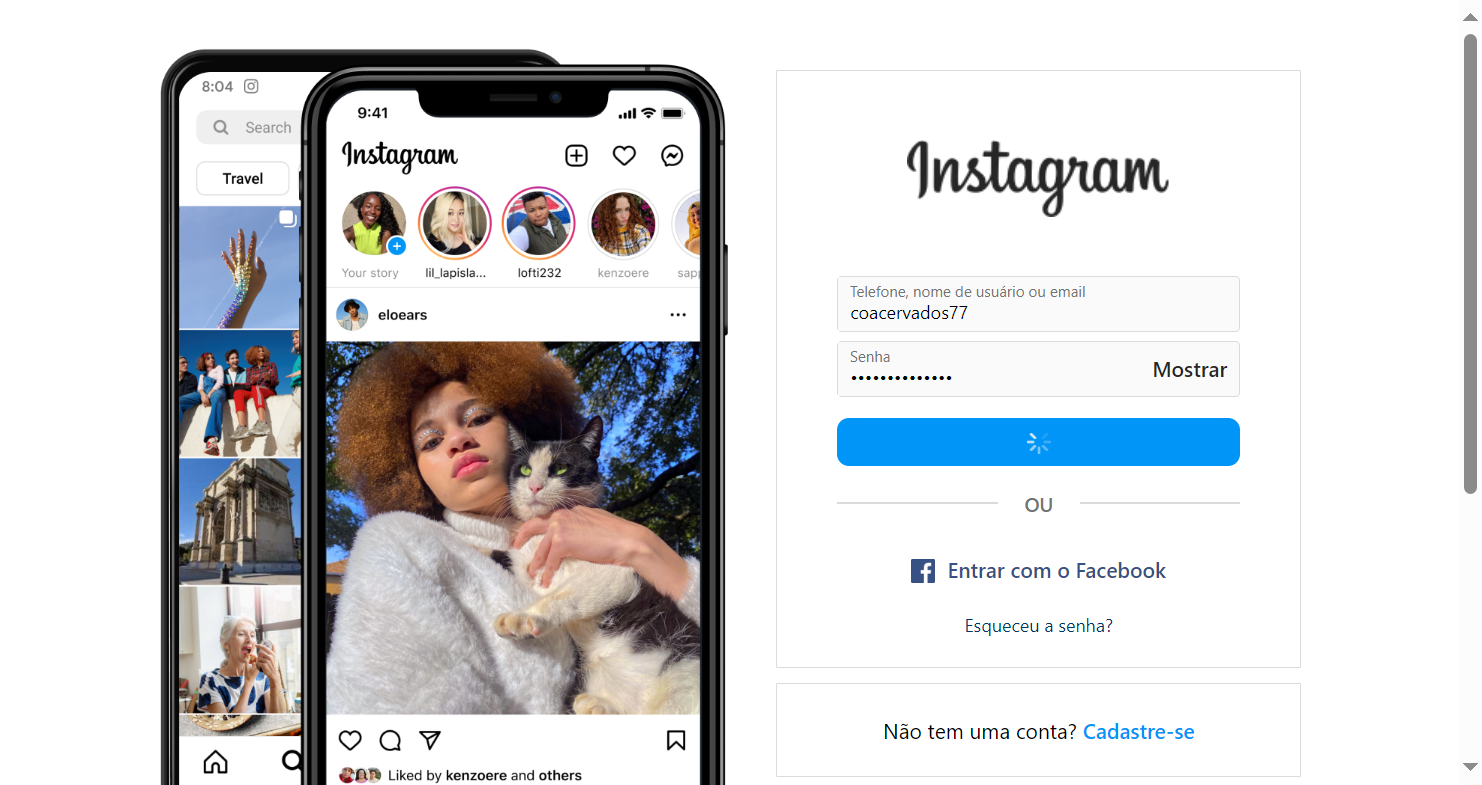 8:04
Search
Travel
9:41
Instagram
Your story
lil_lapisla...
lofti232
kenzoere
sapp
eloears
Liked by kenzoere and others
Instagram
Telefone, nome de usuário ou email
coacervados77
Senha
••••••••••••••
Mostrar
OU
Entrar com o Facebook
Esqueceu a senha?
Não tem uma conta? Cadastre-se